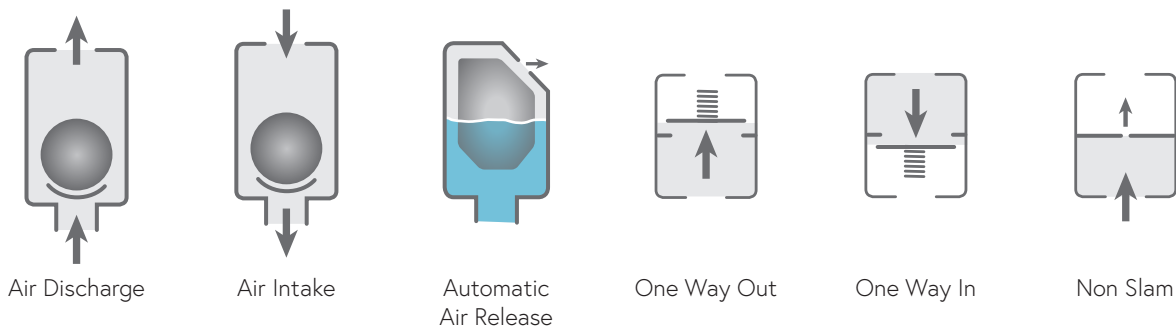 Air Discharge
Air Intake
Automatic
Air Release
One Way Out
One Way In
Non Slam